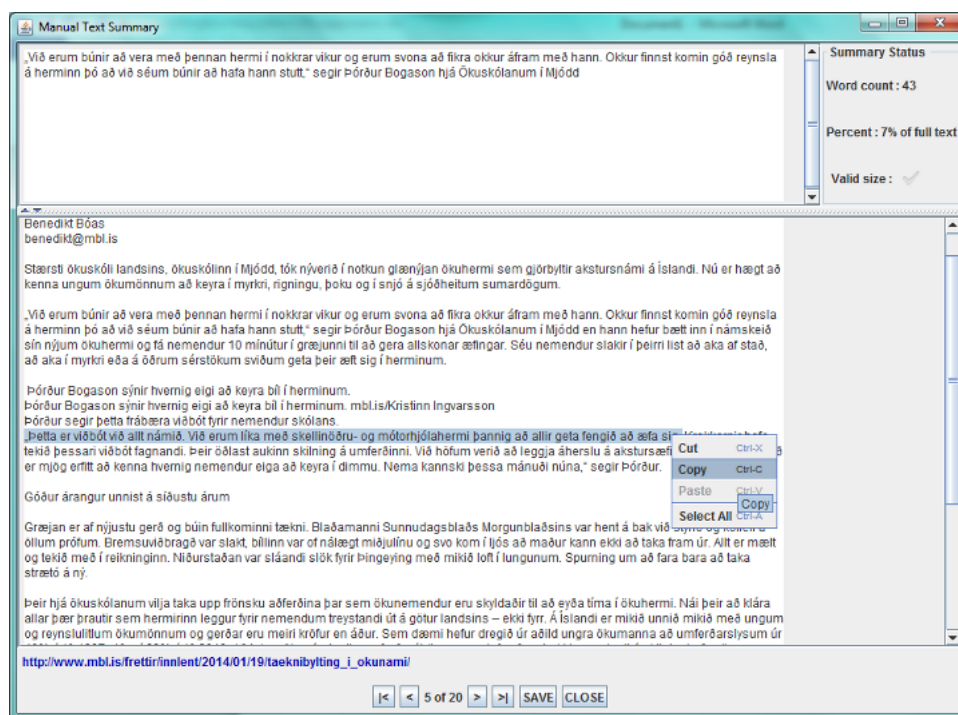 Manual Text Summary
„Við erum búnir að vera með þennan hermi í nokkrar vikur og erum svona að fikra okkur áfram með hann. Okkur finnst komin góð reynsla
á herminn þó að við séum búnir að hafa hann stutt,“ segir Þórður Bogason hjá Ökuskólanum í Mjódd
Summary Status
Word count : 43
Percent : 7% of full text
Valid size :
Benedikt Bóas
benedikt@mbl.is
Stærsti ökuskóli landsins, ökuskólinn í Mjódd, tók nýverið í notkun glænýjan ökuhermi sem gjörbyltir akstursnámi á Íslandi. Nú er hægt að
kenna ungum ökumönnum að keyra í myrkri, rigningu, þoku og í snjó á sjóðheitum sumardögum.
„Við erum búnir að vera með þennan hermi í nokkrar vikur og erum svona að fikra okkur áfram með hann. Okkur finnst komin góð reynsla
á herminn þó að við séum búnir að hafa hann stutt,“ segir Þórður Bogason hjá Ökuskólanum í Mjódd en hann hefur bætt inn í námskeið
sín nýjum ökuhermi og fá nemendur 10 mínútur í græjunni til að gera allskonar æfingar. Séu nemendur slakir í þeirri list að aka af stað,
að aka í myrkri eða á öðrum sérstökum sviðum geta þeir æft sig í herminum.
Þórður Bogason sýnir hvernig eigi að keyra bíl í herminum.
Þórður Bogason sýnir hvernig eigi að keyra bíl í herminum. mbl.is/Kristinn Ingvarsson
Þórður segir þetta frábæra viðbót fyrir nemendur skólans.
„Þetta er viðbót við allt námið. Við erum líka með skellinöðru- og mótorhjólahermi þannig að allir geta fengið að æfa sig.
tekið þessari viðbót fagnandi. Þeir öðlast aukinn skilning á umferðinni. Við höfum verið að leggja áherslu á akstursæfi
er mjög erfitt að kenna hvernig nemendur eiga að keyra í dimmu. Nema kannski þessa mánuði núna,“ segir Þórður.
Cut Ctrl-X
Copy Ctrl-C
Paste Ctrl-V
Copy
Select All Ctrl-A
Góður árangur unnist á síðustu árum
Græjan er af nýjustu gerð og búin fullkominni tækni. Blaðamanni Sunnudagsblaðs Morgunblaðsins var hent á bak við
öllum prófum. Bremsuviðbragð var slakt, bíllinn var of nálægt miðjulínu og svo kom í ljós að maður kann ekki að taka fram úr. Allt er mælt
og tekið með í reikninginn. Niðurstaðan var sláandi slök fyrir Þingeying með mikið loft í lungunum. Spurning um að fara bara að taka
strætó á ný.
Þeir hjá ökuskólanum vilja taka upp frönsku aðferðina þar sem ökunemendur eru skyldaðir til að eyða tíma í ökuhermi. Nái þeir að klára
allar þær þrautir sem hermirinn leggur fyrir nemendum treystandi út á götur landsins – ekki fyrr. Á Íslandi er mikið unnið mikið með ungum
og reynslulitlum ökumönnum og gerðar eru meiri kröfur en áður. Sem dæmi hefur dregið úr aðild ungra ökumanna að umferðarslysum úr
http://www.mbl.is/frettir/innlent/2014/01/19/taeknibylting_i_okunami/
|< < 5 of 20 > >| SAVE CLOSE